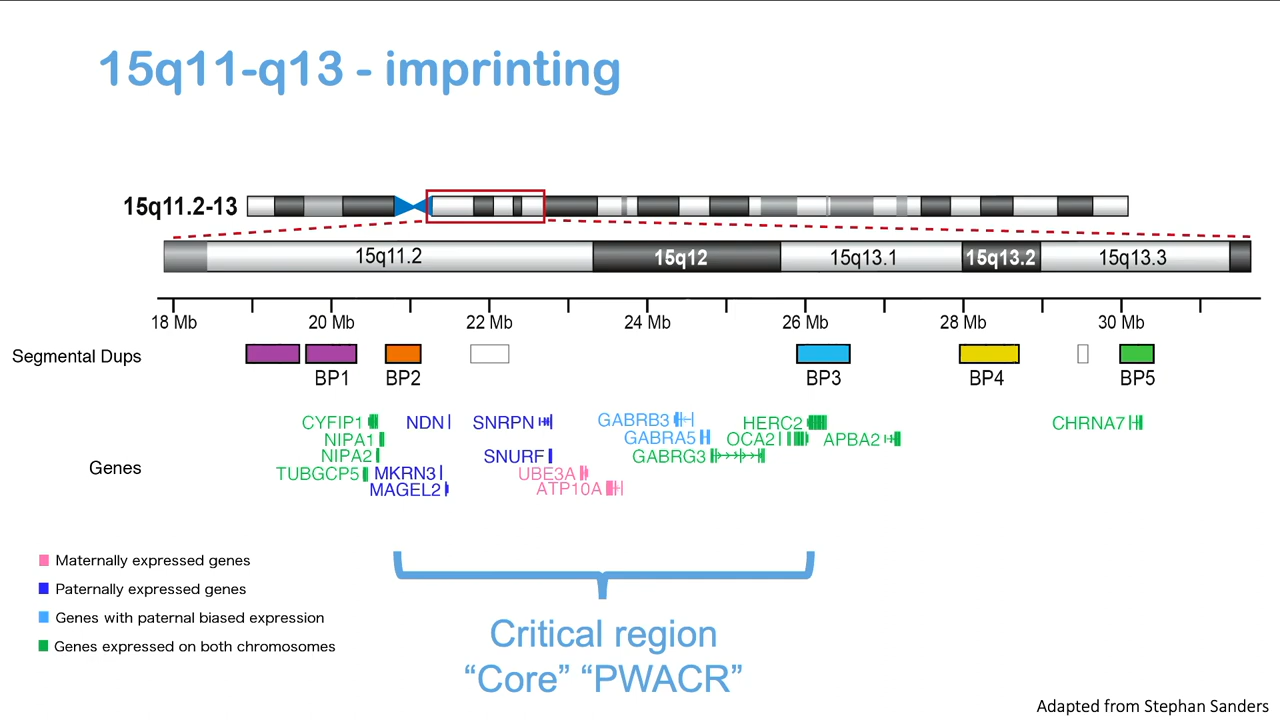 15q11-q13 - imprinting
15q11.2-13
15q11.2 15q12 15q13.1 15q13.2 15q13.3
18 Mb 20 Mb 22 Mb 24 Mb 26 Mb 28 Mb 30 Mb
Segmental Dups
BP1 BP2 BP3 BP4 BP5
Genes
CYFIP1 NDN SNRPN GABRB3 HERC2 CHRNA7
NIPA1 GABRA5 OCA2 APBA2
NIPA2 SNURF GABRG3
TUBGCP5 MKRN3 UBE3A
MAGEL2 ATP10A
Maternally expressed genes
Paternally expressed genes
Genes with paternal biased expression
Genes expressed on both chromosomes
Critical region
“Core” “PWACR”
Adapted from Stephan Sanders